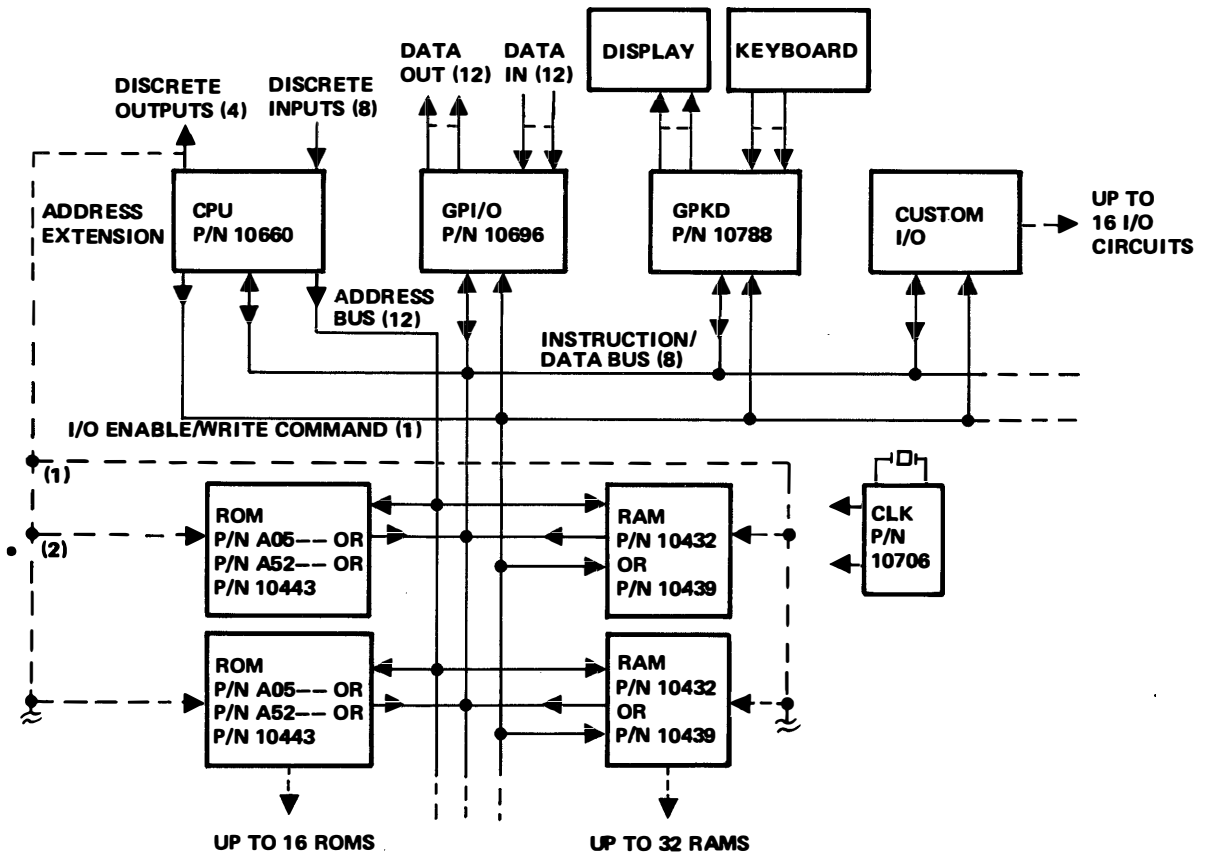 DATA
OUT (12)
DATA
IN (12)
DISPLAY
KEYBOARD
DISCRETE
OUTPUTS (4)
DISCRETE
INPUTS (8)
ADDRESS
EXTENSION
CPU
P/N 10660
GPI/O
P/N 10696
GPKD
P/N 10788
CUSTOM
I/O
UP TO
16 I/O
CIRCUITS
ADDRESS
BUS (12)
INSTRUCTION/
DATA BUS (8)
I/O ENABLE/WRITE COMMAND (1)
(1)
(2)
ROM
P/N A05-- OR
P/N A52-- OR
P/N 10443
RAM
P/N 10432
OR
P/N 10439
CLK
P/N
10706
ROM
P/N A05-- OR
P/N A52-- OR
P/N 10443
RAM
P/N 10432
OR
P/N 10439
UP TO 16 ROMS
UP TO 32 RAMS